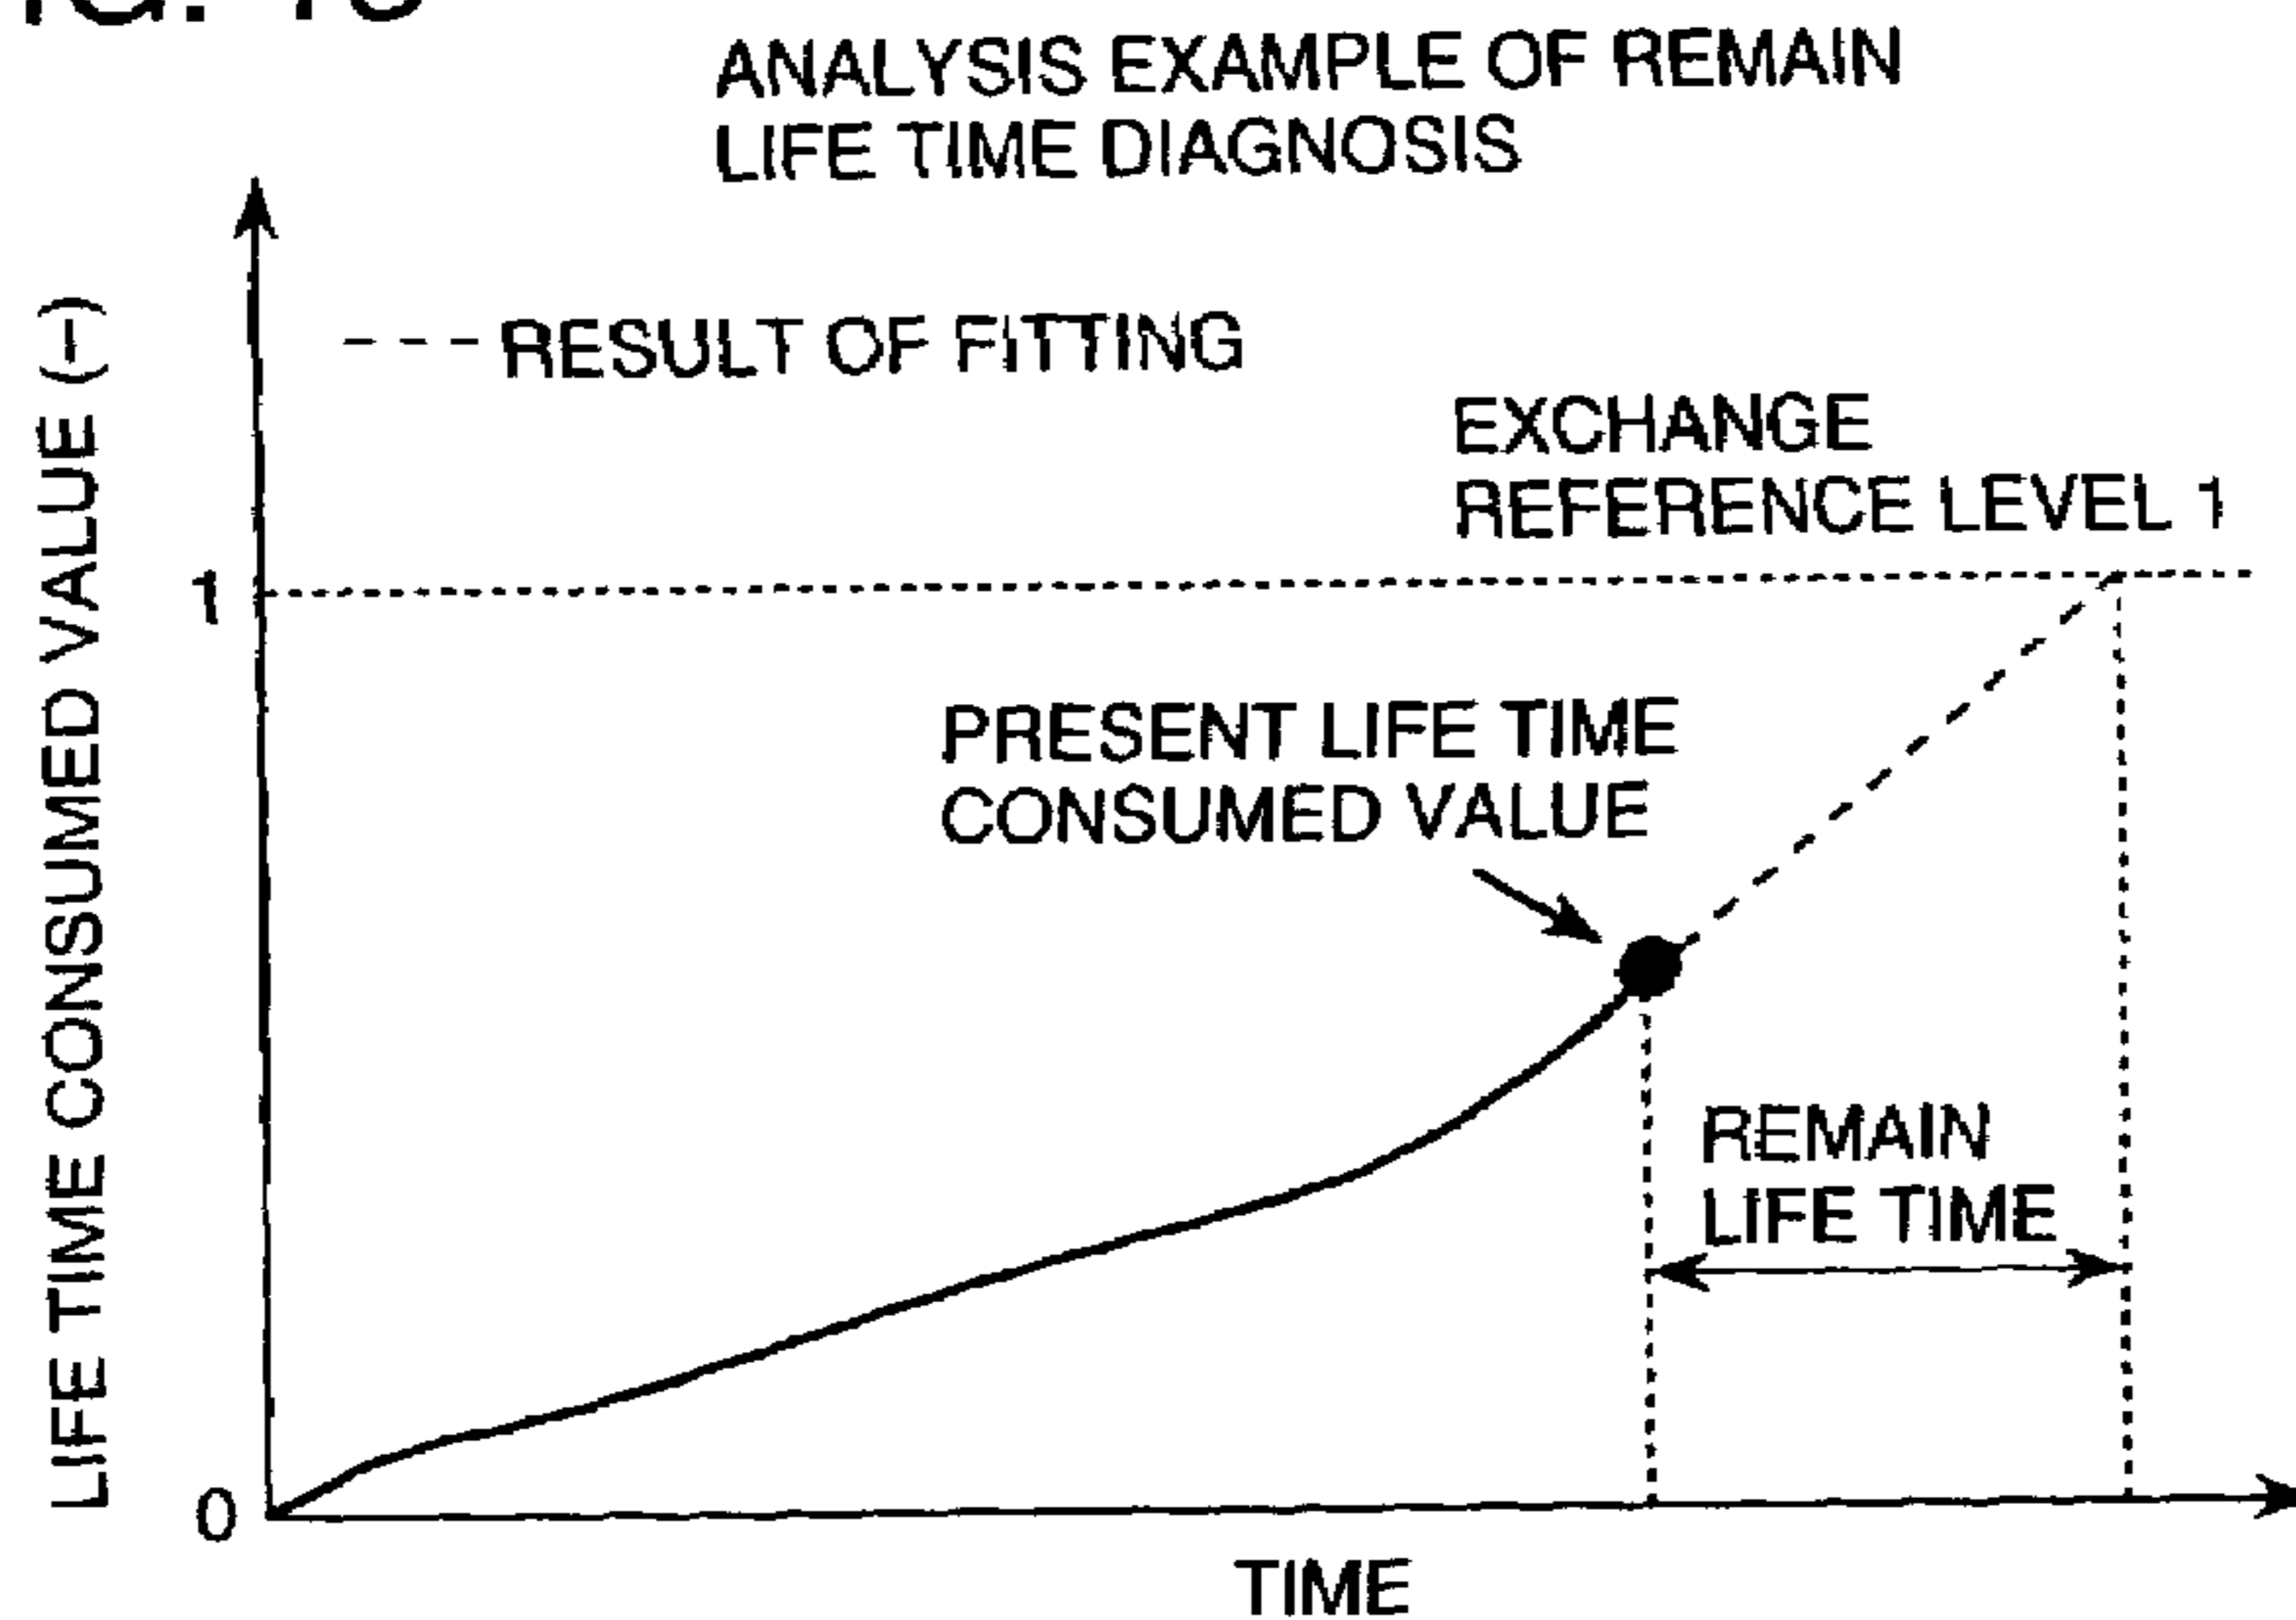 ANALYSIS EXAMPLE OF REMAIN
LIFE TIME DIAGNOSIS
LIFE TIME CONSUMED VALUE (-)
--- RESULT OF FITTING
EXCHANGE
REFERENCE LEVEL 1
1
PRESENT LIFE TIME
CONSUMED VALUE
REMAIN
LIFE TIME
0
TIME